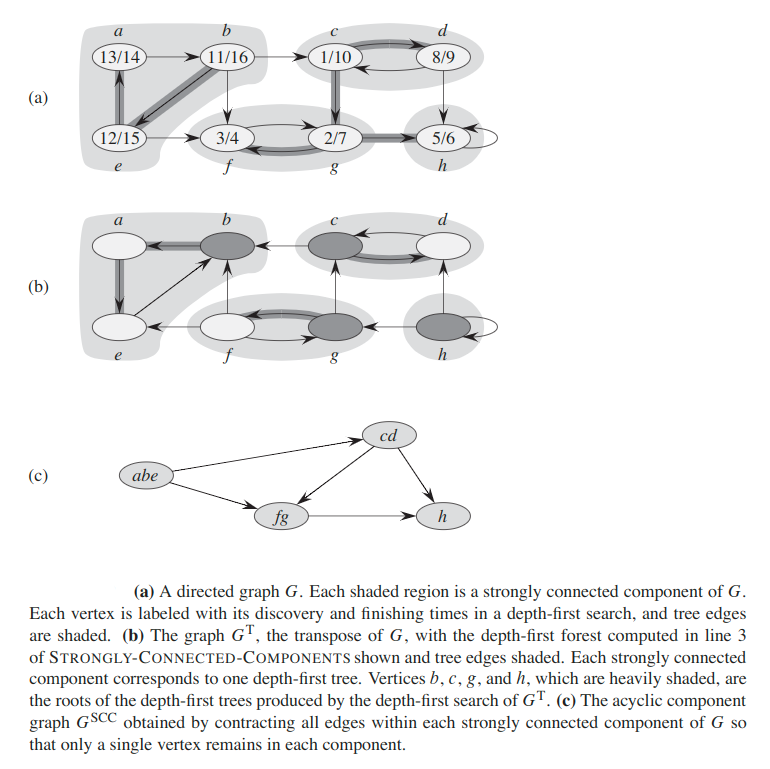 a b c d
(a) 13/14 11/16 1/10 8/9
12/15 3/4 2/7 5/6
e f g h
a b c d
(b)
e f g h
cd
(c) abe
fg h
(a) A directed graph G. Each shaded region is a strongly connected component of G.
Each vertex is labeled with its discovery and finishing times in a depth-first search, and tree edges
are shaded. (b) The graph Gᵀ, the transpose of G, with the depth-first forest computed in line 3
of STRONGLY-CONNECTED-COMPONENTS shown and tree edges shaded. Each strongly connected
component corresponds to one depth-first tree. Vertices b, c, g, and h, which are heavily shaded, are
the roots of the depth-first trees produced by the depth-first search of Gᵀ. (c) The acyclic component
graph Gˢᶜᶜ obtained by contracting all edges within each strongly connected component of G so
that only a single vertex remains in each component.